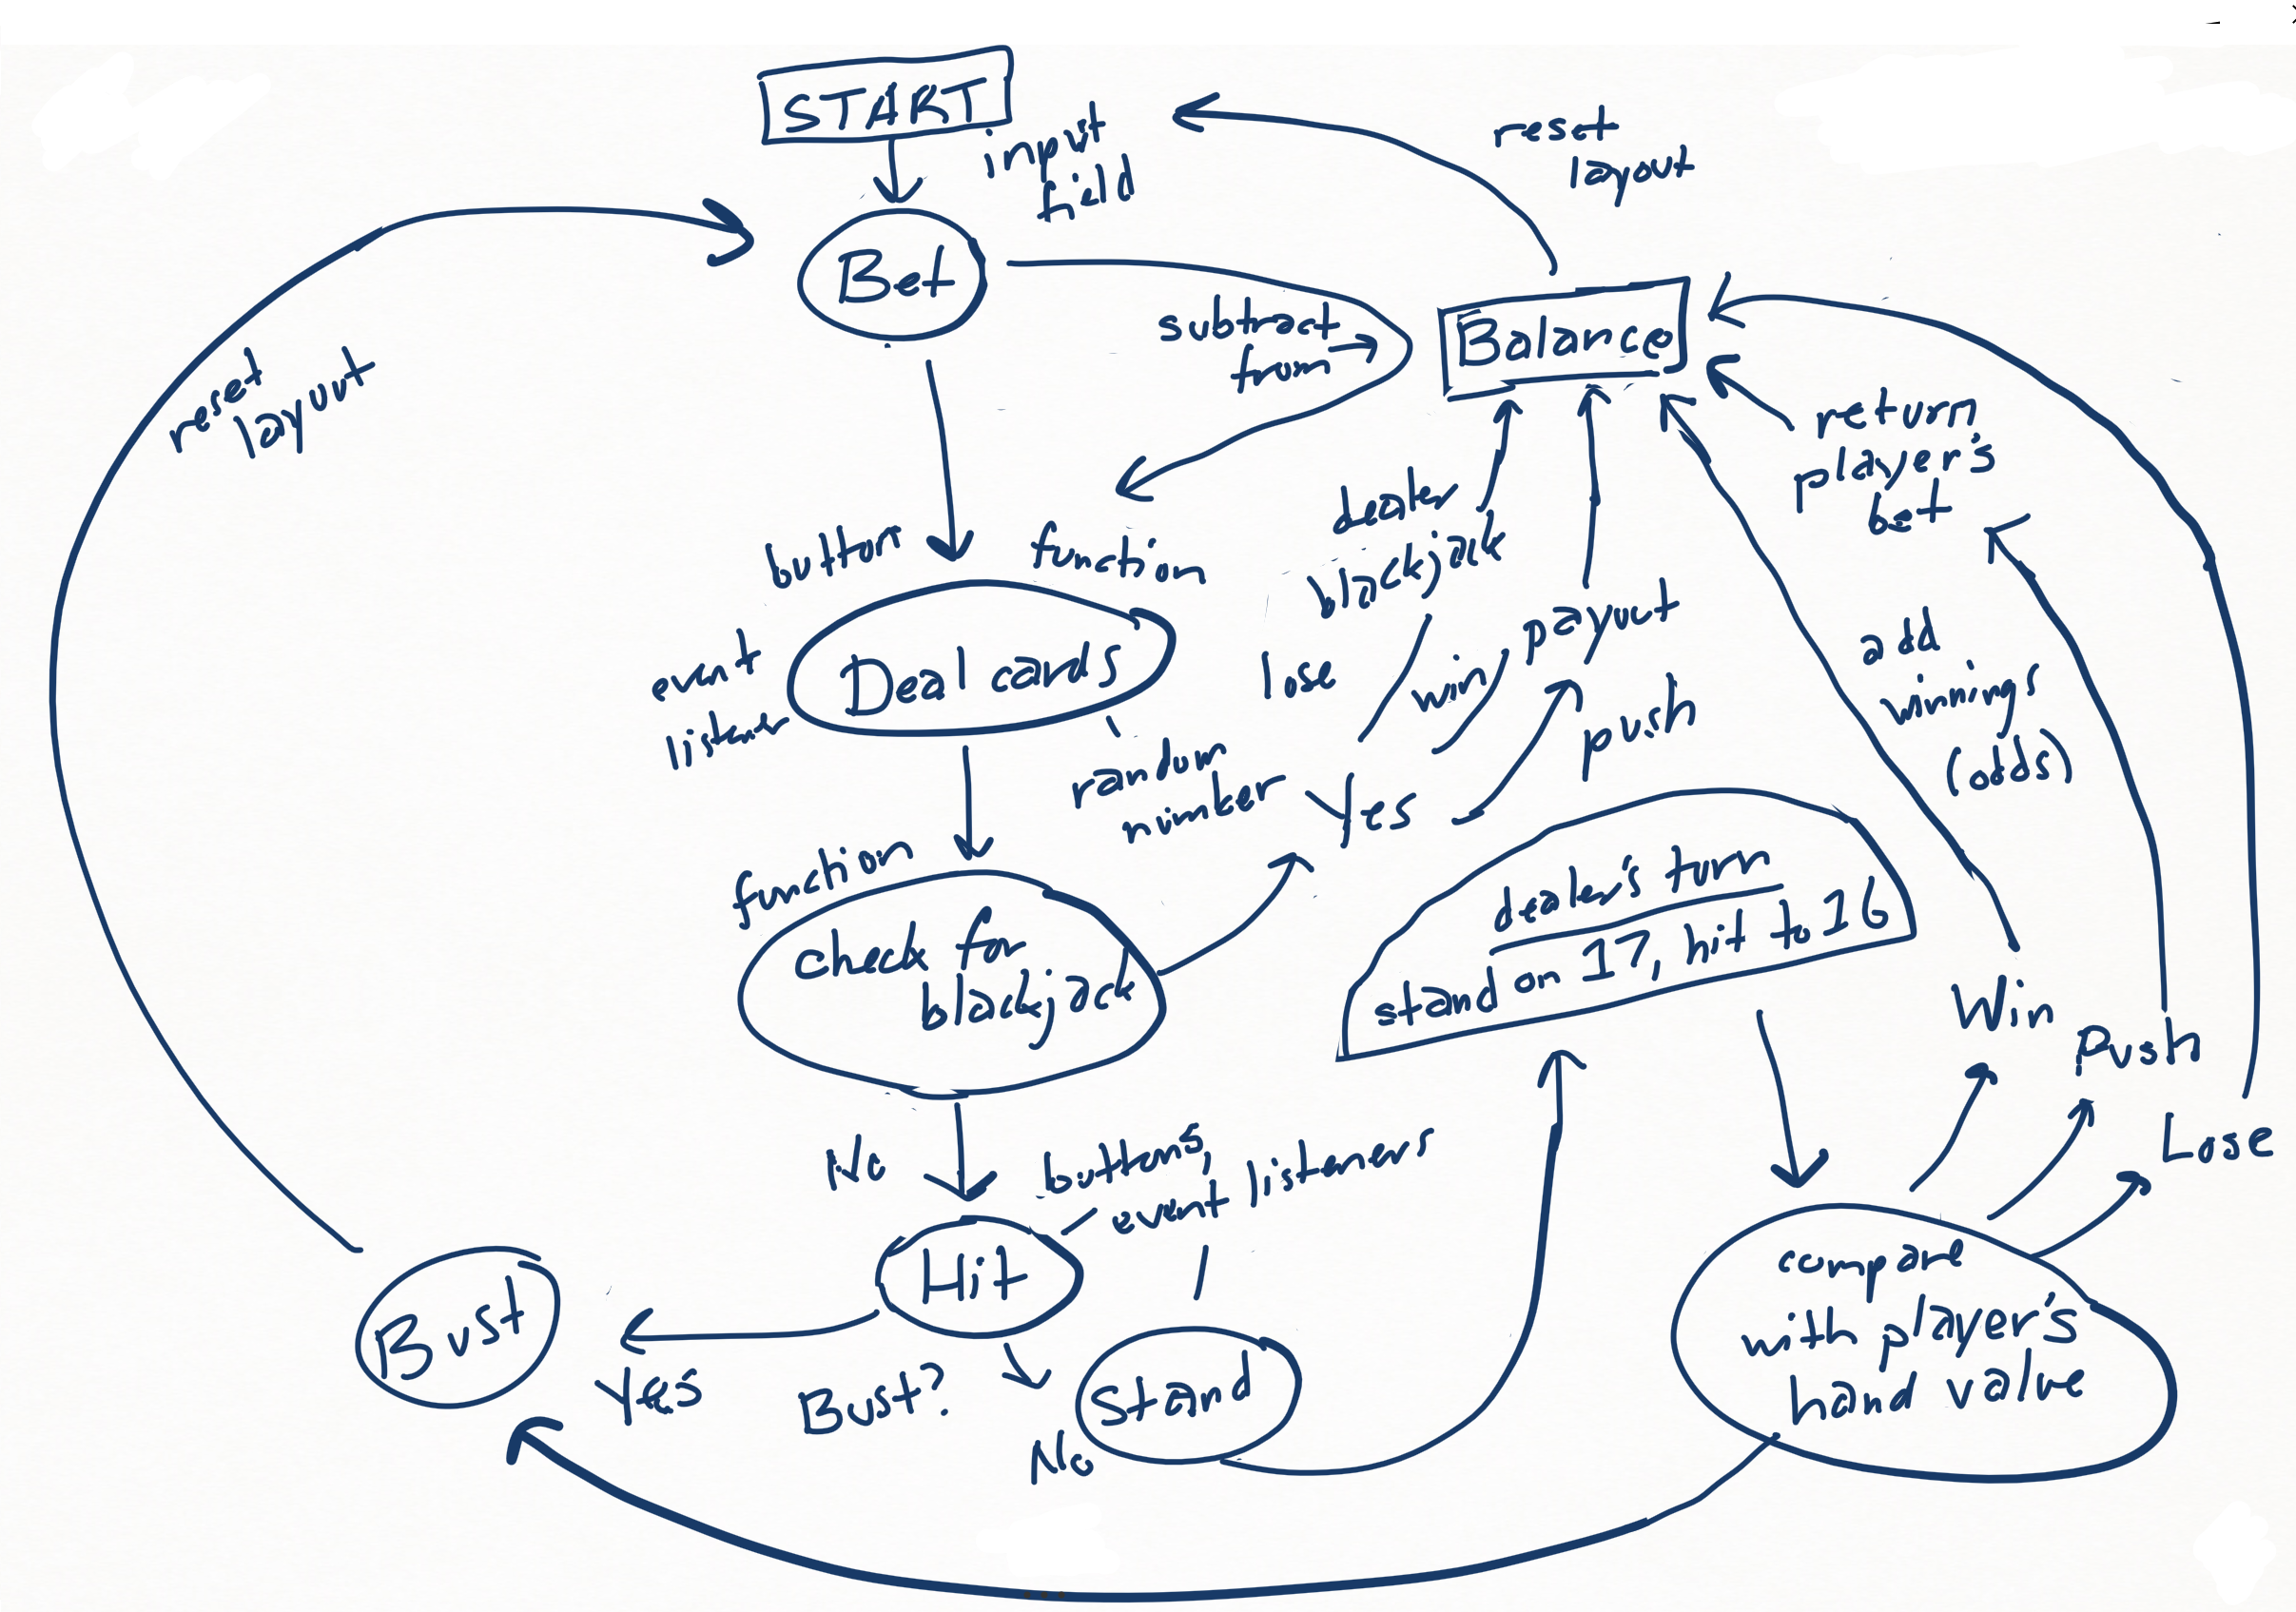 START
input
field
reset
layout
Bet
subtract
from
Balance
reset
layout
return
player's
bet
dealer
blackjack
button
function
event
listener
Deal cards
lose
win
payout
push
add
winnings
(odds)
random
number
Yes
function
check for
blackjack
dealer's turn
stand on 17, hit to 16
Win
Push
Lose
No
buttons,
event listeners
Hit
Bust
Yes
Bust?
No
Stand
compare
with player's
hand value